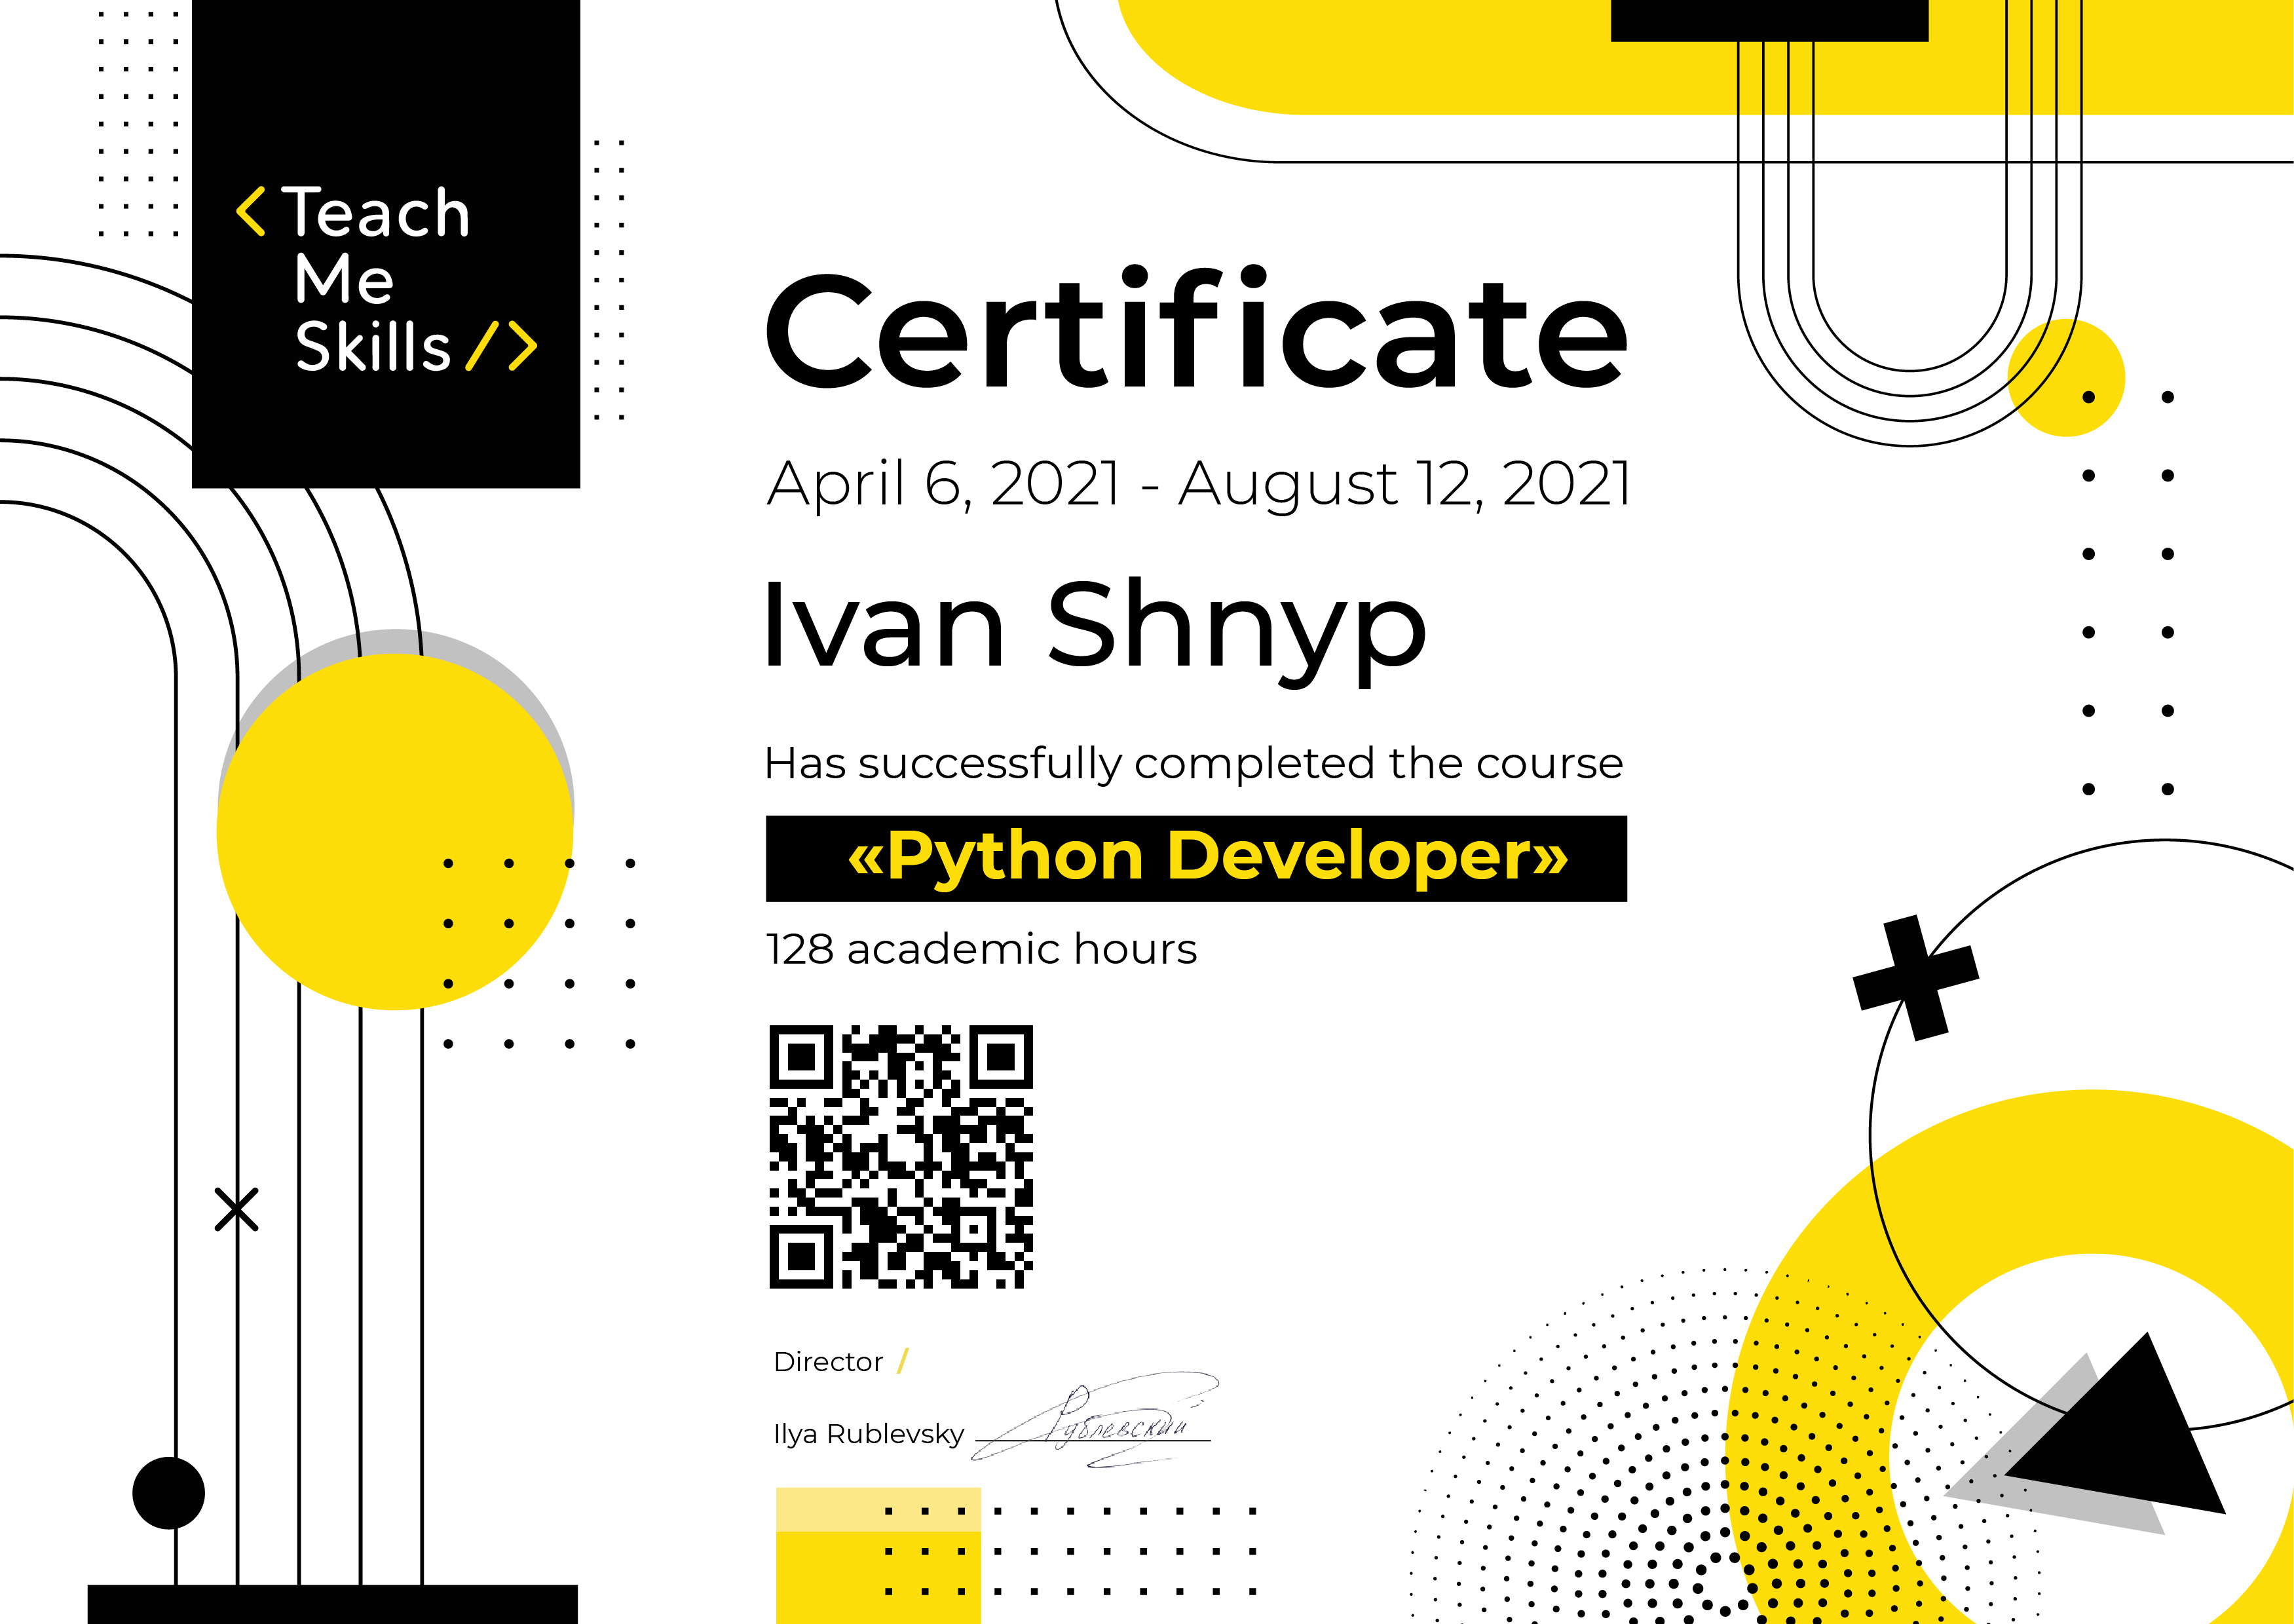 <Teach
Me
Skills/>
Certificate
April 6, 2021 - August 12, 2021
Ivan Shnyp
Has successfully completed the course
«Python Developer»
128 academic hours
Director /
Ilya Rublevsky
Рублевский